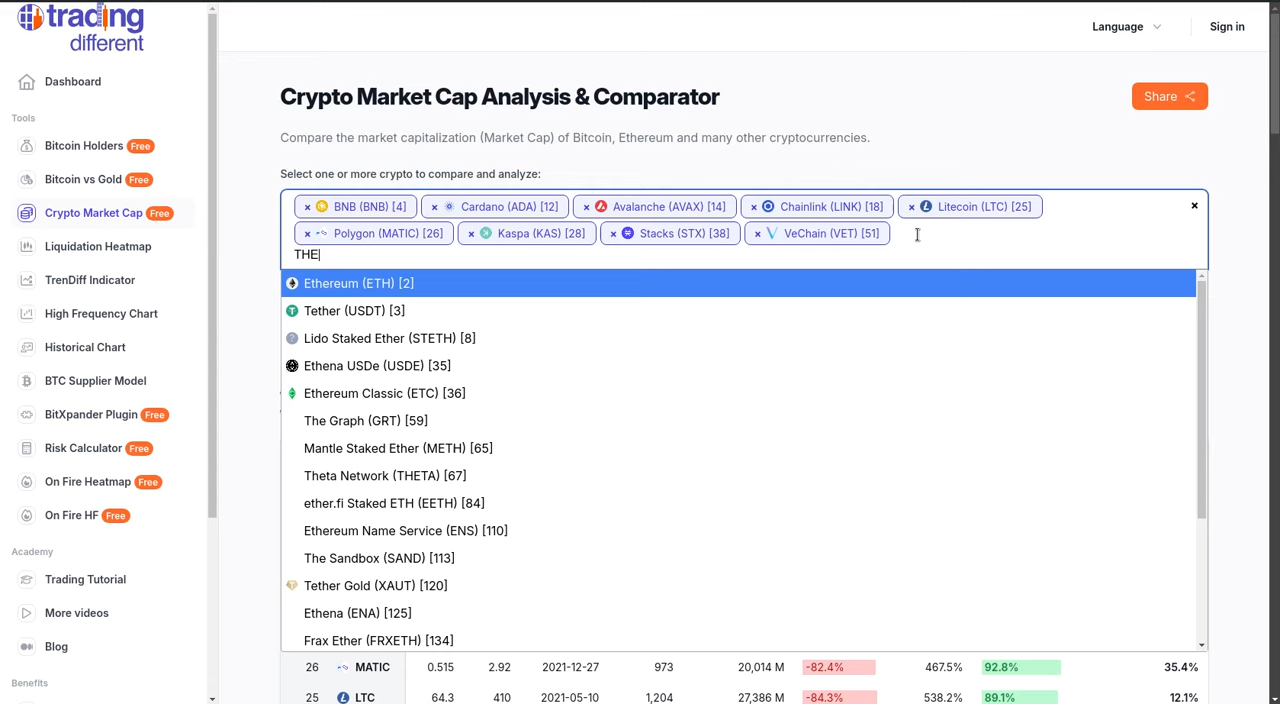 trading
different
Language
Sign in
Dashboard
Tools
Bitcoin Holders Free
Bitcoin vs Gold Free
Crypto Market Cap Free
Liquidation Heatmap
TrenDiff Indicator
High Frequency Chart
Historical Chart
BTC Supplier Model
BitXpander Plugin Free
Risk Calculator Free
On Fire Heatmap Free
On Fire HF Free
Academy
Trading Tutorial
More videos
Blog
Benefits
Crypto Market Cap Analysis & Comparator
Share
Compare the market capitalization (Market Cap) of Bitcoin, Ethereum and many other cryptocurrencies.
Select one or more crypto to compare and analyze:
× BNB (BNB) [4] × Cardano (ADA) [12] × Avalanche (AVAX) [14] × Chainlink (LINK) [18] × Litecoin (LTC) [25] ×
× Polygon (MATIC) [26] × Kaspa (KAS) [28] × Stacks (STX) [38] × VeChain (VET) [51]
THE
Ethereum (ETH) [2]
Tether (USDT) [3]
Lido Staked Ether (STETH) [8]
Ethena USDe (USDE) [35]
Ethereum Classic (ETC) [36]
The Graph (GRT) [59]
Mantle Staked Ether (METH) [65]
Theta Network (THETA) [67]
ether.fi Staked ETH (EETH) [84]
Ethereum Name Service (ENS) [110]
The Sandbox (SAND) [113]
Tether Gold (XAUT) [120]
Ethena (ENA) [125]
Frax Ether (FRXETH) [134]
26 MATIC 0.515 2.92 2021-12-27 973 20,014 M -82.4% 467.5% 92.8% 35.4%
25 LTC 64.3 410 2021-05-10 1,204 27,386 M -84.3% 538.2% 89.1% 12.1%